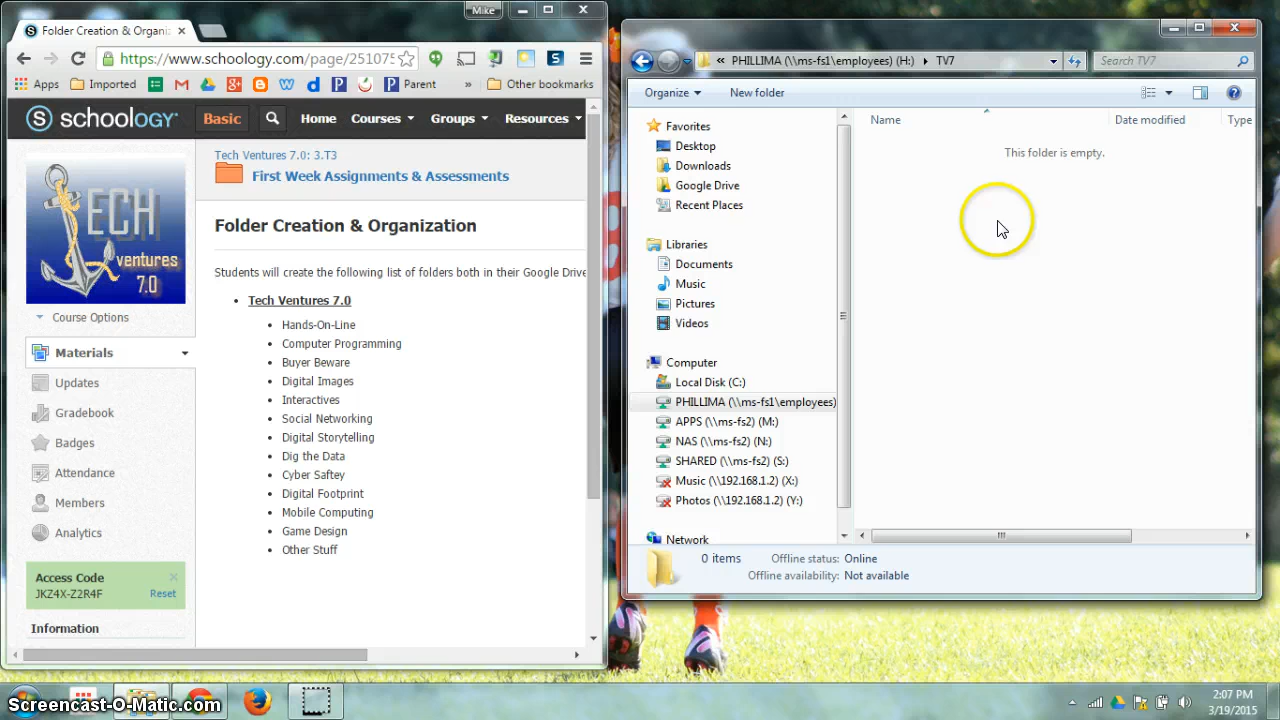 Mike
Folder Creation & Organiz
https://www.schoology.com/page/251075
Apps Imported Parent » Other bookmarks
schoology Basic Home Courses Groups Resources
ECH
ventures
7.0
Course Options
Materials
Updates
Gradebook
Badges
Attendance
Members
Analytics
Access Code
JKZ4X-Z2R4F Reset
Information
Tech Ventures 7.0: 3.T3
First Week Assignments & Assessments
Folder Creation & Organization
Students will create the following list of folders both in their Google Drive
Tech Ventures 7.0
Hands-On-Line
Computer Programming
Buyer Beware
Digital Images
Interactives
Social Networking
Digital Storytelling
Dig the Data
Cyber Saftey
Digital Footprint
Mobile Computing
Game Design
Other Stuff
« PHILLIMA (\\ms-fs1\employees) (H:) TV7
Search TV7
Organize New folder
Favorites
Desktop
Downloads
Google Drive
Recent Places
Libraries
Documents
Music
Pictures
Videos
Computer
Local Disk (C:)
PHILLIMA (\\ms-fs1\employees)
APPS (\\ms-fs2) (M:)
NAS (\\ms-fs2) (N:)
SHARED (\\ms-fs2) (S:)
Music (\\192.168.1.2) (X:)
Photos (\\192.168.1.2) (Y:)
Network
Name Date modified Type
This folder is empty.
0 items Offline status: Online
Offline availability: Not available
Screencast-O-Matic.com
2:07 PM
3/19/2015